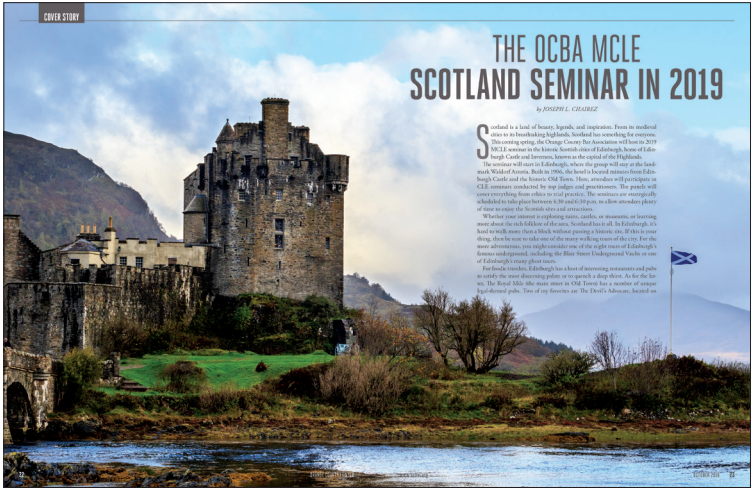 COVER STORY
THE OCBA MCLE
SCOTLAND SEMINAR IN 2019
by JOSEPH L. CHAIREZ
Scotland is a land of beauty, legends, and inspiration. From its medieval
cities to its breathtaking highlands, Scotland has something for everyone.
This coming spring, the Orange County Bar Association will host its 2019
MCLE seminar in the historic Scottish cities of Edinburgh, home of Edin-
burgh Castle and Inverness, known as the capital of the Highlands.
The seminar will start in Edinburgh, where the group will stay at the land-
mark Waldorf Astoria. Built in 1906, the hotel is located minutes from Edin-
burgh's Castle and the historic Old Town. Here, attendees will participate in
CLE seminars conducted by top judges and practitioners. The panels will
cover everything from ethics to trial practice. The seminars are strategically
scheduled to take place between 4:30 and 6:30 p.m. to allow attendees plenty
of time to enjoy the Scottish sites and attractions.
Whether your interest is exploring ruins, castles, or museums, or learning
more about the rich folklore of the area, Scotland has it all. In Edinburgh, it's
hard to walk more than a block without passing a historic site. If this is your
thing, then be sure to take one of the many walking tours of the city. For the
more adventurous, you might consider one of the night tours of Edinburgh's
famous underground, including the Blair Street Underground Vaults or one
of Edinburgh's many ghost tours.
For foodie travelers, Edinburgh has a host of interesting restaurants and pubs
to satisfy the most discerning palate or to quench a deep thirst. As for the lat-
ter, The Royal Mile (the main street in Old Town) has a number of unique
legal-themed pubs. Two of my favorites are The Devil's Advocate, located on
22
23